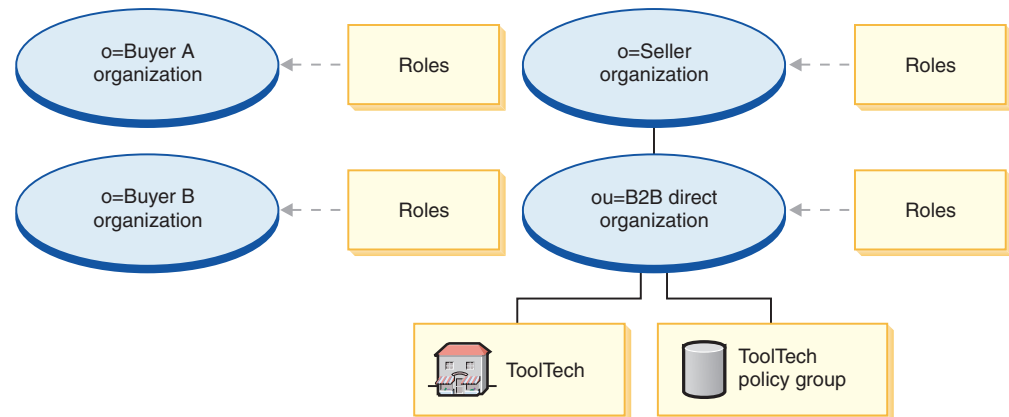 o=Buyer A
organization
Roles
o=Seller
organization
Roles
o=Buyer B
organization
Roles
ou=B2B direct
organization
Roles
ToolTech
ToolTech
policy group